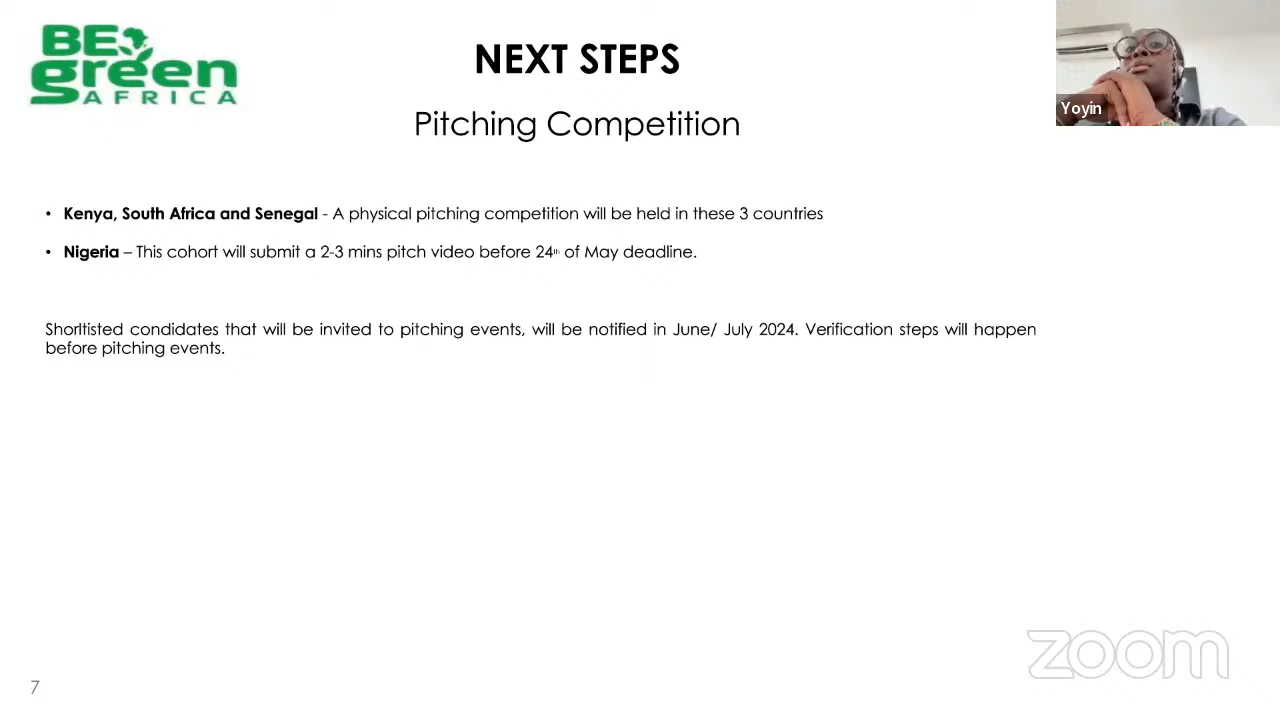 BE
green
AFRICA
NEXT STEPS
Pitching Competition
Yoyin
• Kenya, South Africa and Senegal - A physical pitching competition will be held in these 3 countries
• Nigeria – This cohort will submit a 2-3 mins pitch video before 24th of May deadline.
Shorltisted candidates that will be invited to pitching events, will be notified in June/ July 2024. Verification steps will happen
before pitching events.
zoom
7